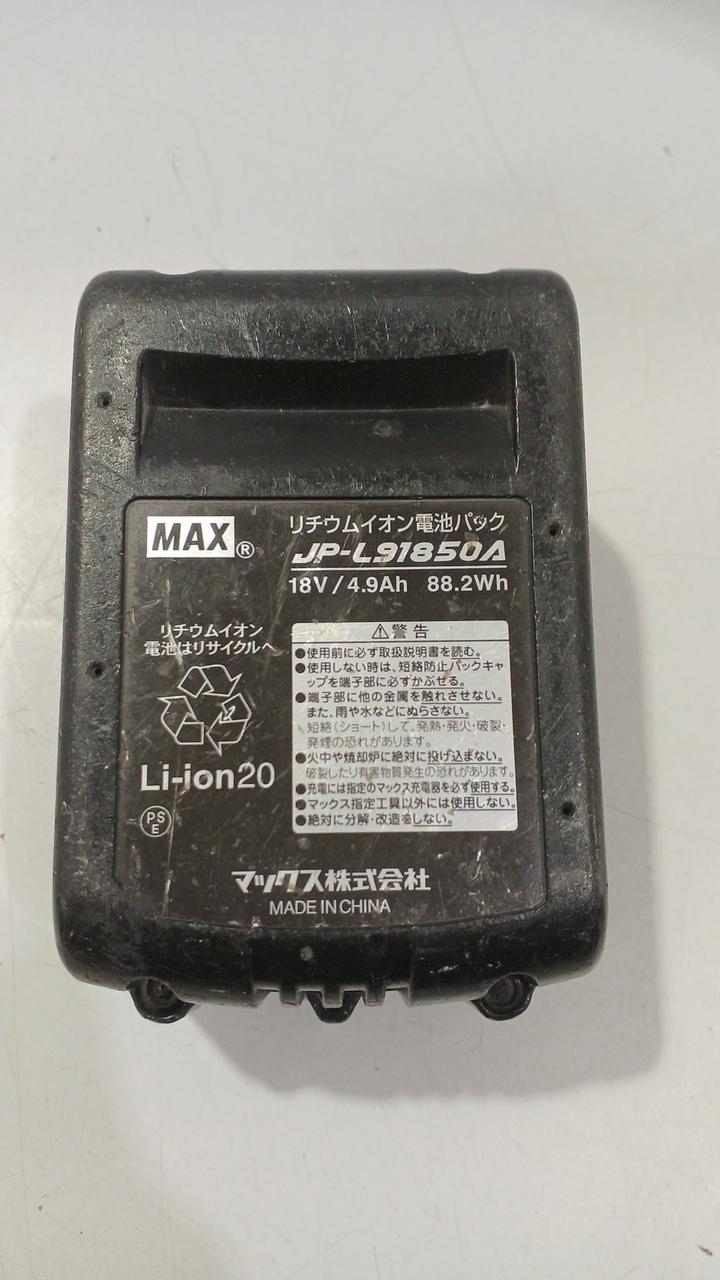 MAX®
リチウムイオン電池パック
JP-L91850A
18V/4.9Ah 88.2Wh
リチウムイオン
電池はリサイクルへ
Li-ion20
PS
E
⚠警告
●使用前に必ず取扱説明書を読む。
●使用しない時は、短絡防止パックキャ
ップを端子部に必ずかぶせる。
●端子部に他の金属を触れさせない。
また、雨や水などにぬらさない。
短絡(ショート)して、発熱・発火・破裂・
発煙の恐れがあります。
●火中や焼却炉に絶対に投げ込まない。
破裂したり有害物質発生の恐れがあります。
●充電には指定のマックス充電器を必ず使用する。
●マックス指定工具以外には使用しない。
●絶対に分解・改造をしない。
マックス株式会社
MADE IN CHINA